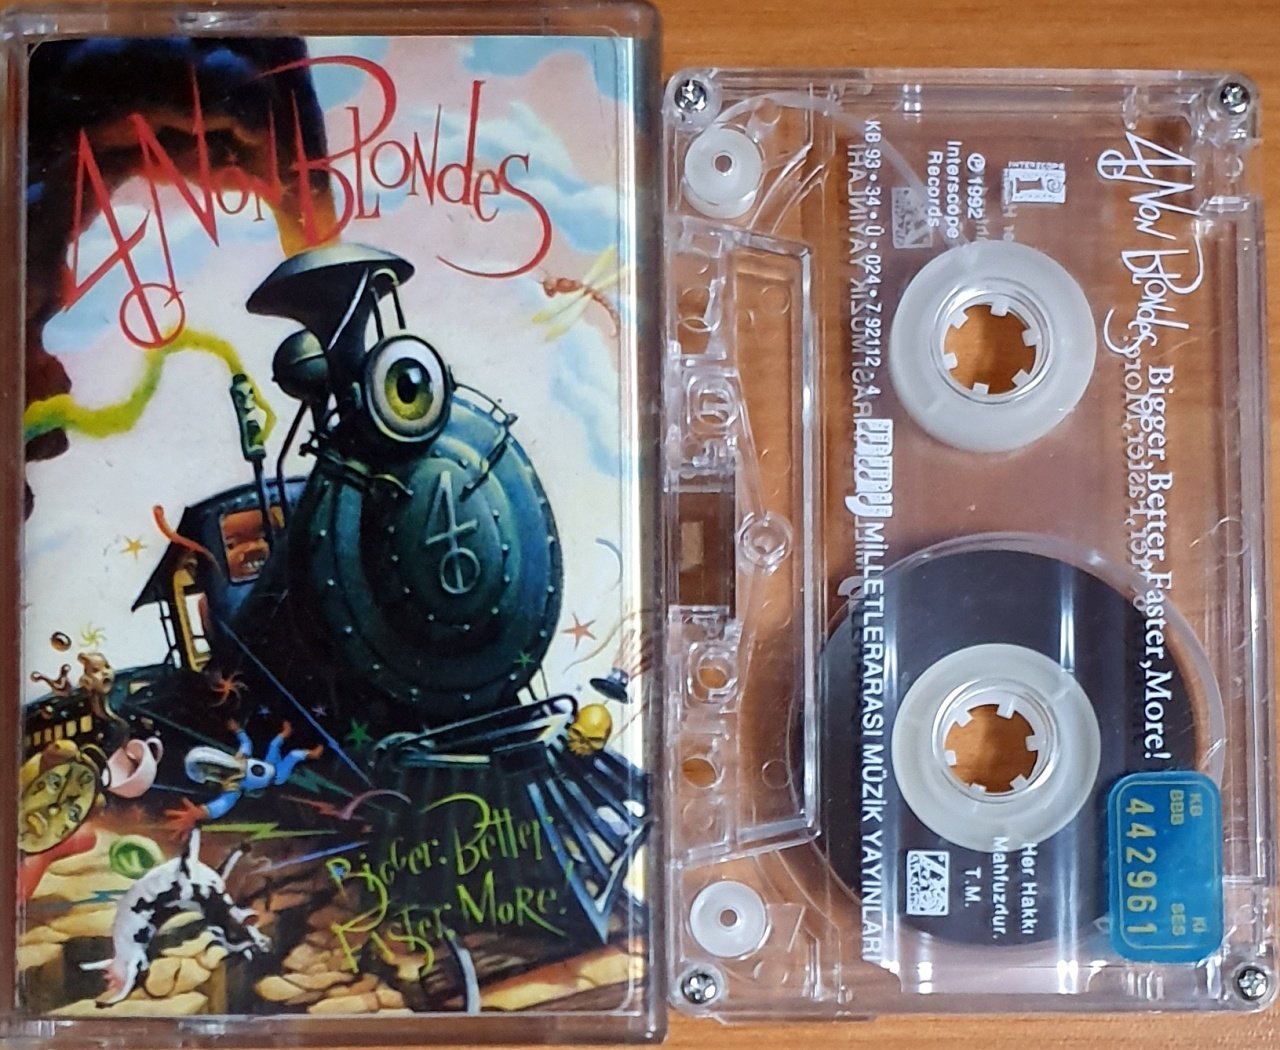 4 Non Blondes
Bigger, Better,
Faster, More!
4 Non Blondes Bigger,Better,Faster,More!
℗ 1992
Interscope
Records
KB 93•34•Ü•024•7 92112•4
MİLLETLERARASI MÜZİK YAYINLARI
Her Hakkı
Mahfuzdur.
T.M.
KB Kİ
BBB SES
442961